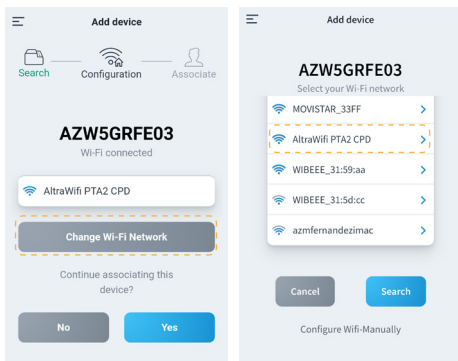 Add device
Search
Configuration
Associate
AZW5GRFE03
Wi-Fi connected
AltraWifi PTA2 CPD
Change Wi-Fi Network
Continue associating this
device?
No
Yes
Add device
AZW5GRFE03
Select your Wi-Fi network
MOVISTAR_33FF
AltraWifi PTA2 CPD
WIBEEE_31:59:aa
WIBEEE_31:5d:cc
azmfernandezimac
Cancel
Search
Configure Wifi-Manually